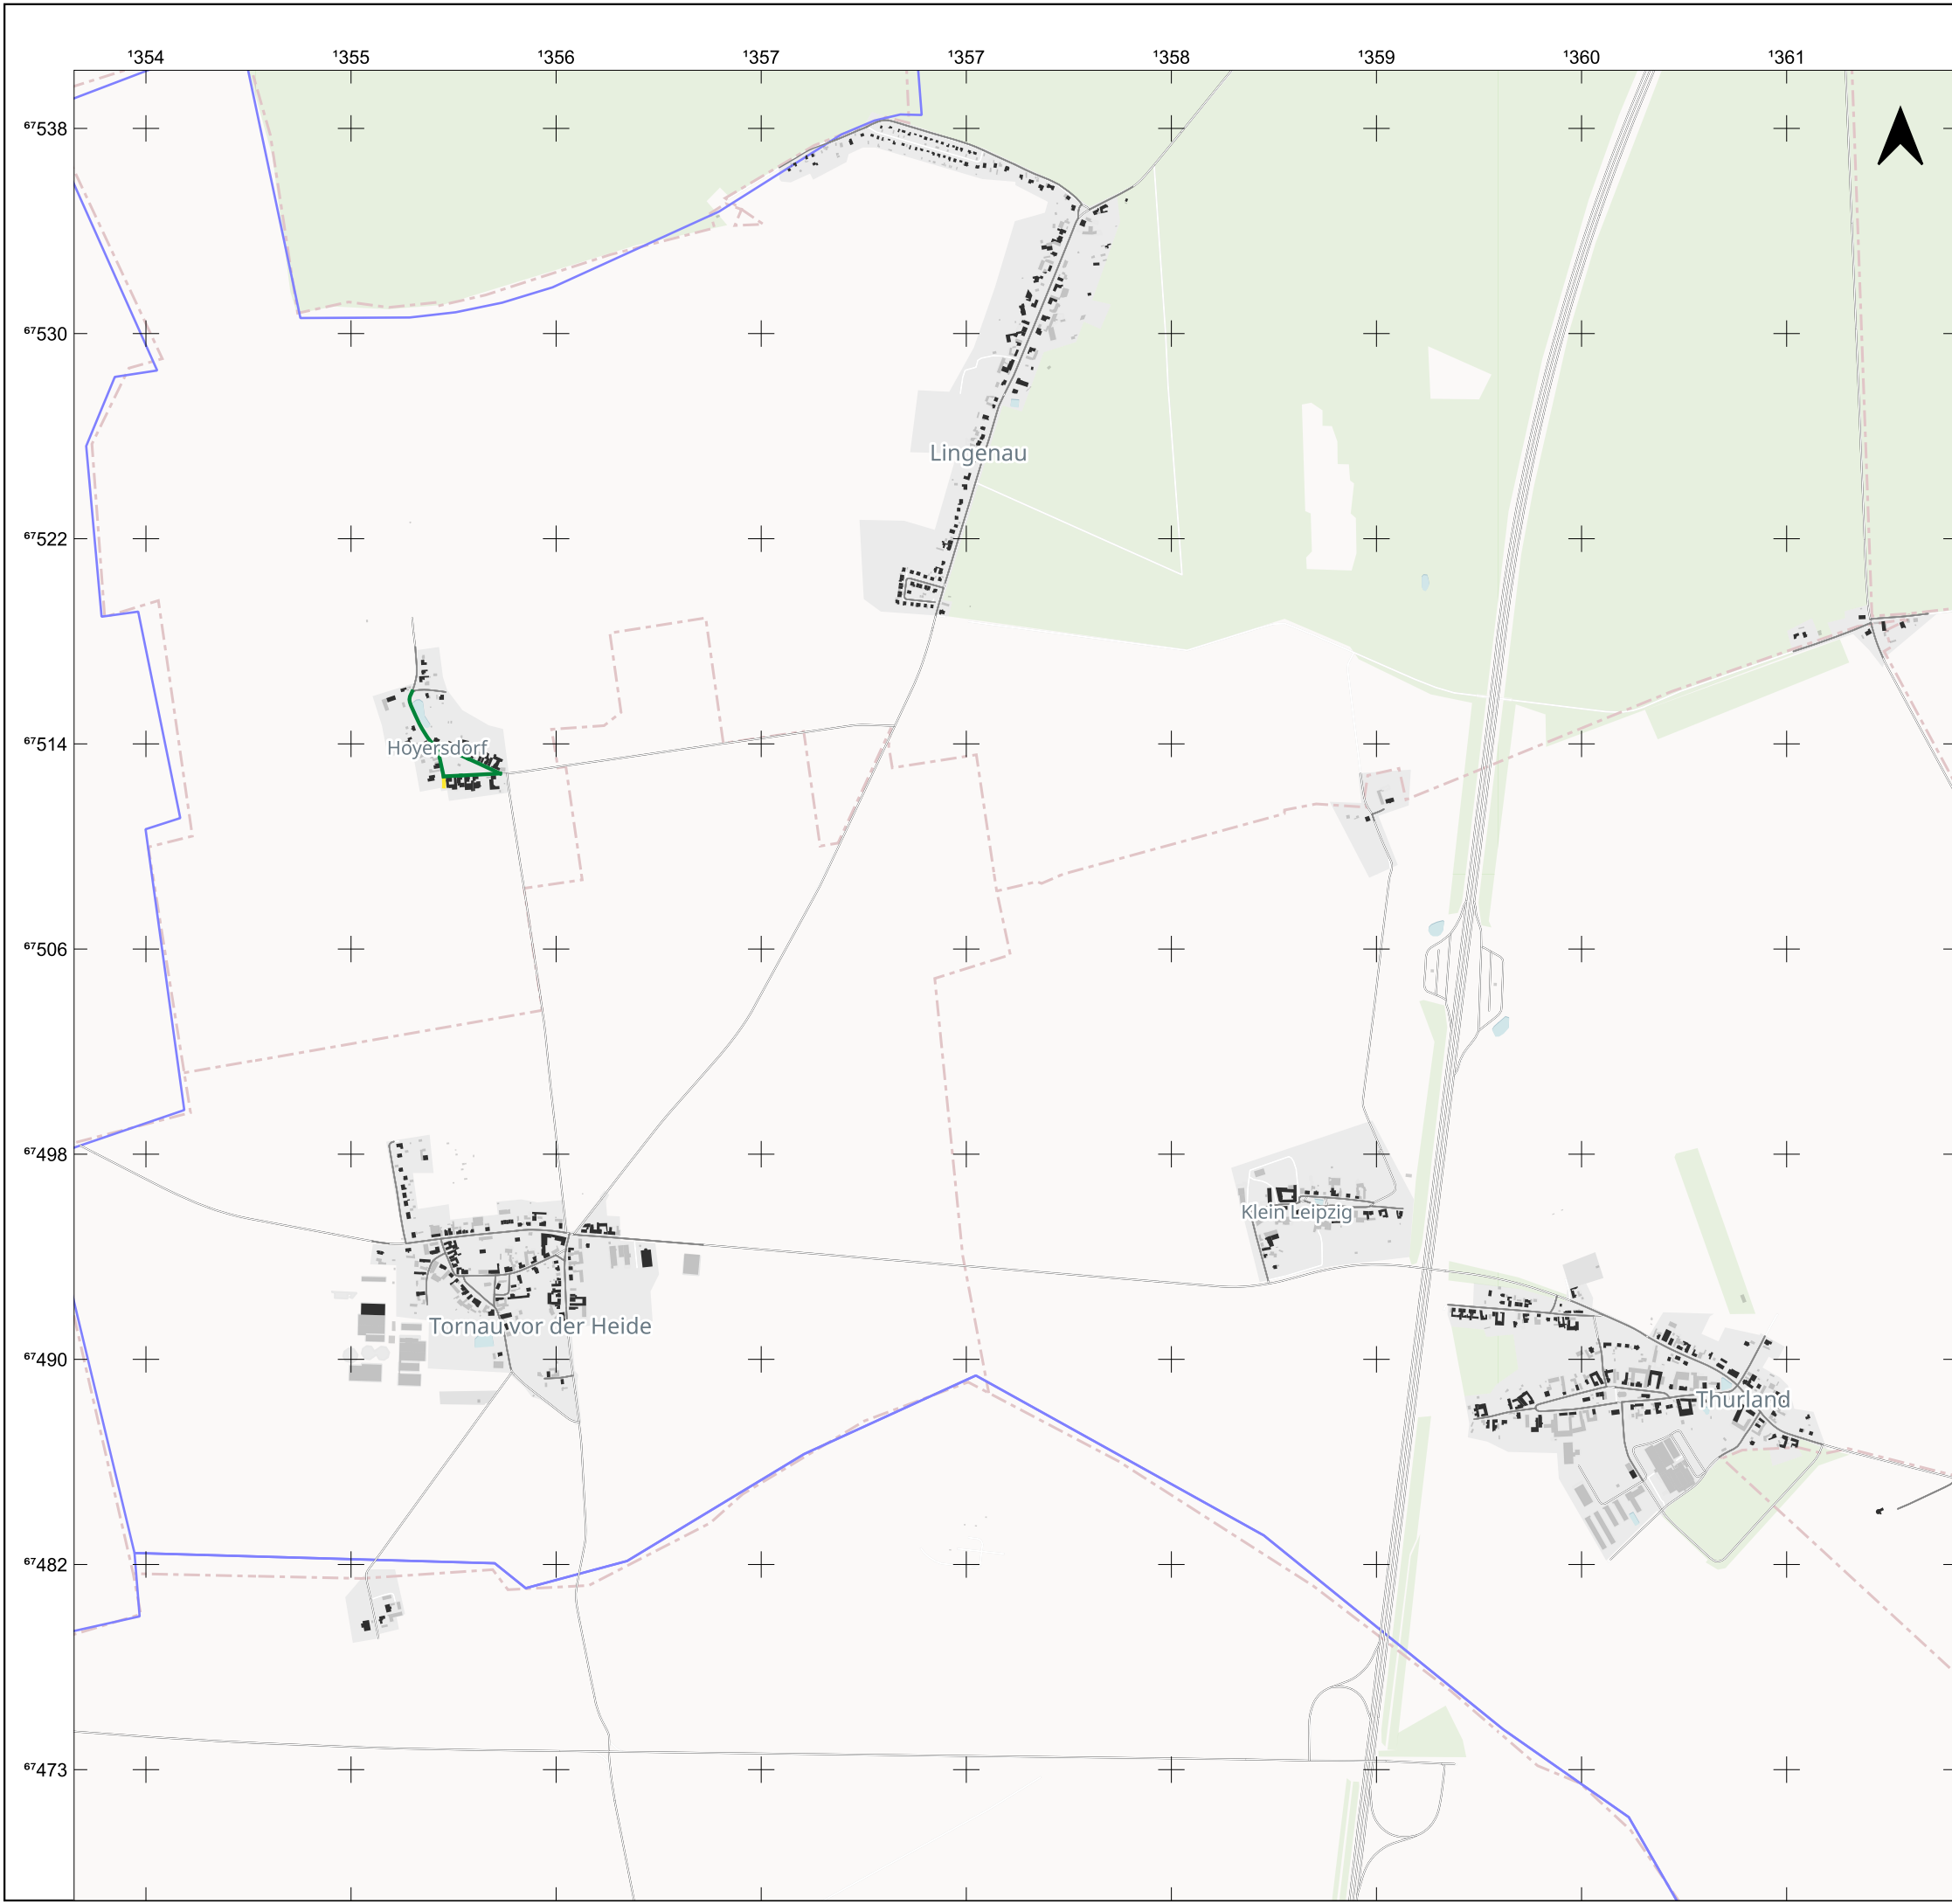 ¹354 ¹355 ¹356 ¹357 ¹357 ¹358 ¹359 ¹360 ¹361
⁶⁷538
⁶⁷530
Lingenau
⁶⁷522
⁶⁷514
Hoyersdorf
⁶⁷506
⁶⁷498
Klein Leipzig
Tornau vor der Heide
⁶⁷490
Thurland
⁶⁷482
⁶⁷473